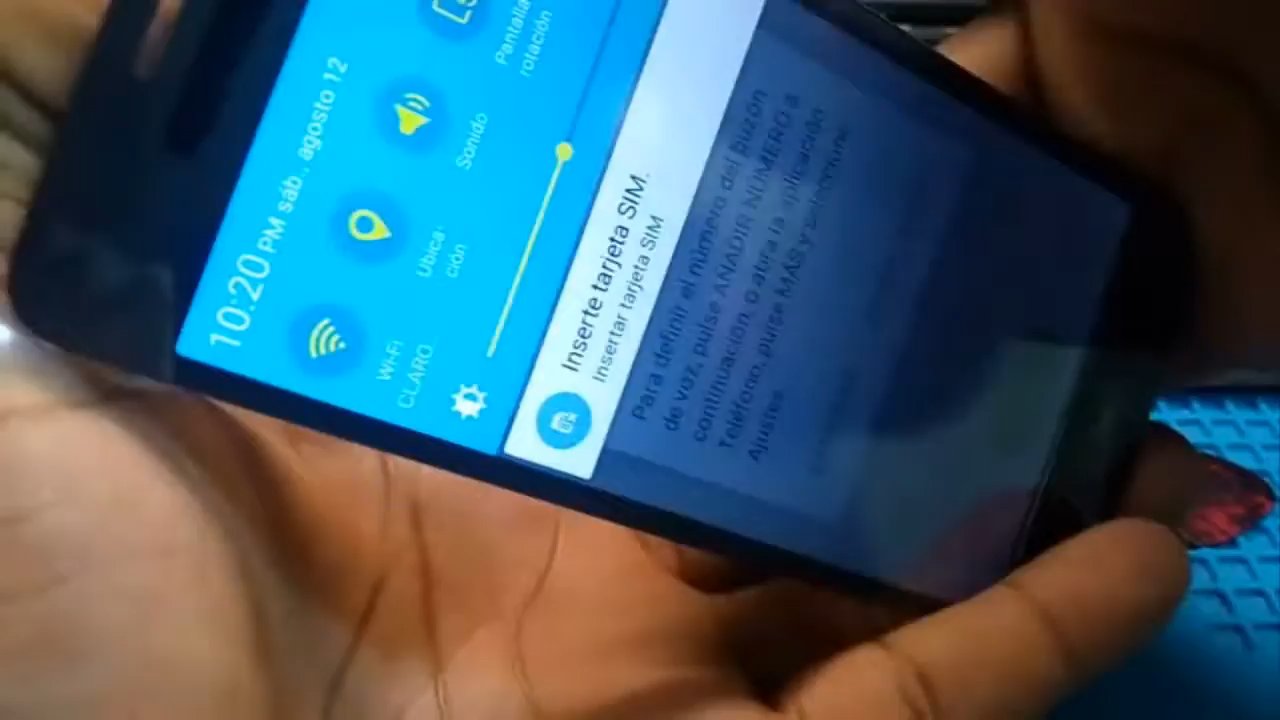 10:20 PM sáb., agosto 12
Wi-Fi
CLARO
Ubica-
ción
Sonido
Pantalla
rotación
Inserte tarjeta SIM.
Insertar tarjeta SIM
Para definir el número del buzón
de voz, pulse AÑADIR NÚMERO a
continuación, o abra la aplicación
Teléfono, pulse MÁS y seleccione
Ajustes